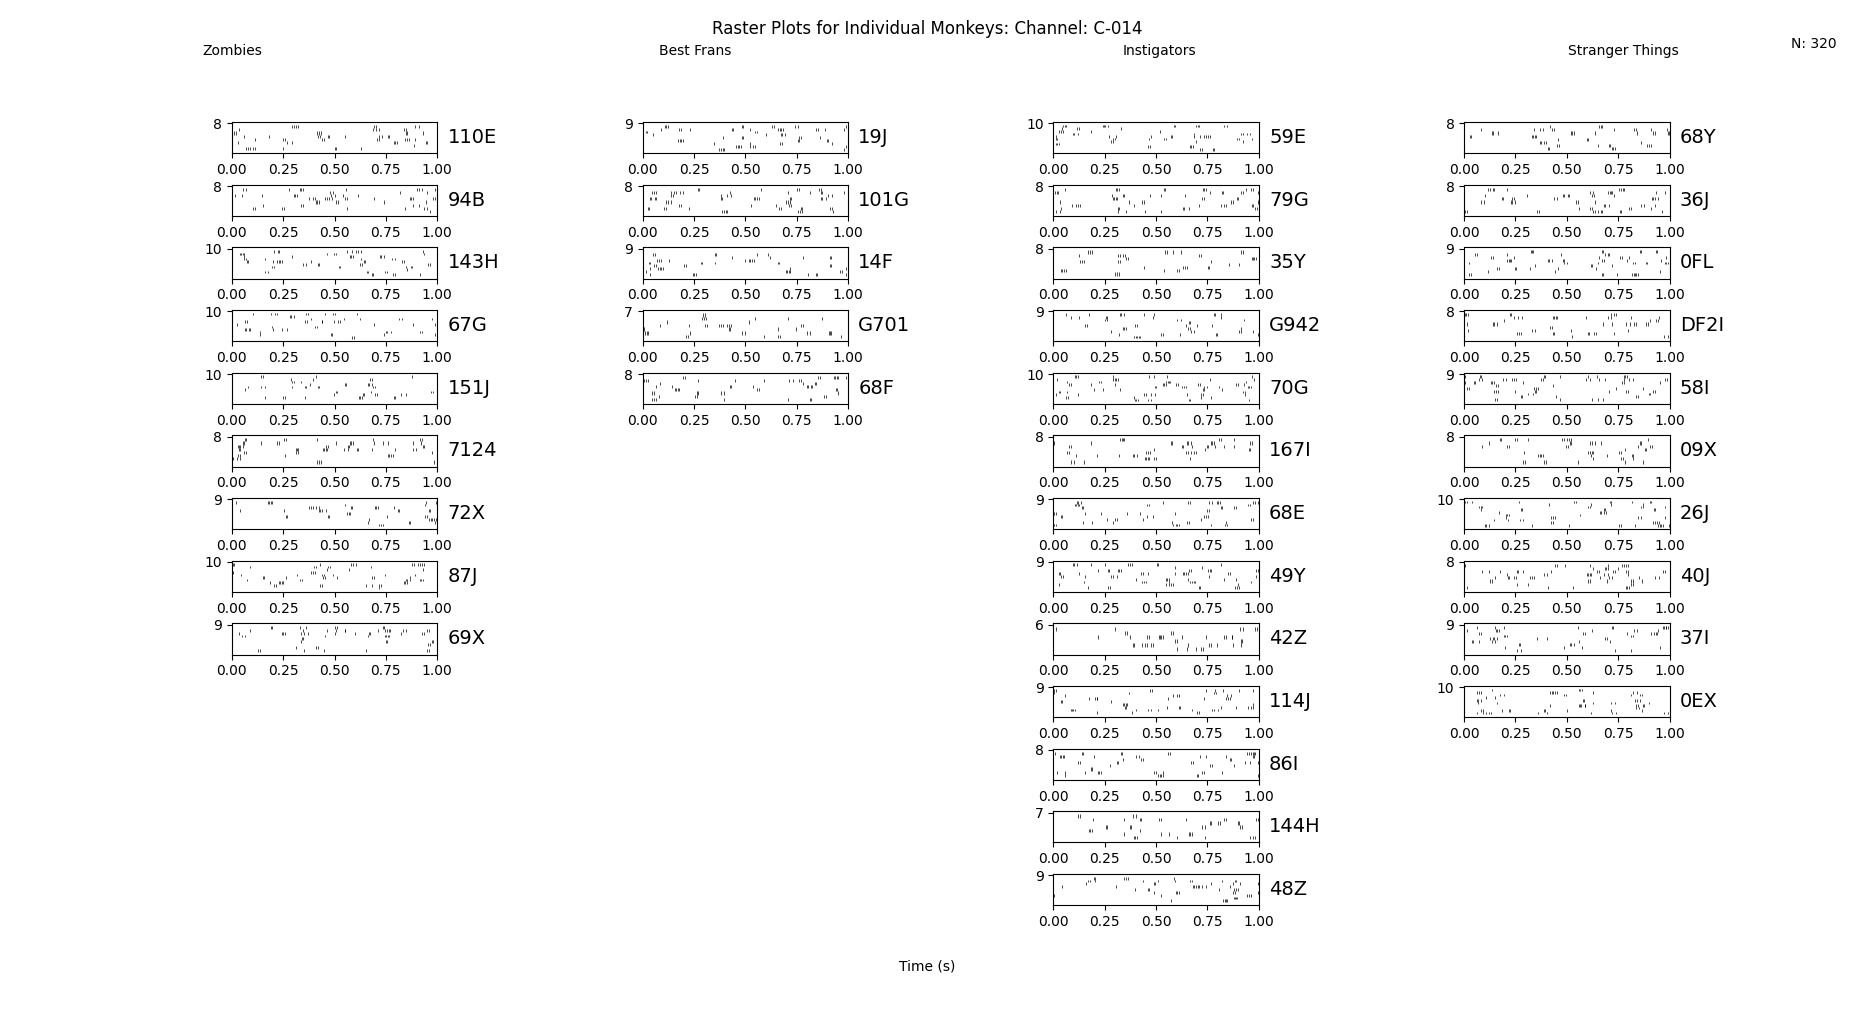 Raster Plots for Individual Monkeys: Channel: C-014
N: 320
Zombies Best Frans Instigators Stranger Things
8 110E 9 19J 10 59E 8 68Y
0.00 0.25 0.50 0.75 1.00 0.00 0.25 0.50 0.75 1.00 0.00 0.25 0.50 0.75 1.00 0.00 0.25 0.50 0.75 1.00
8 94B 8 101G 8 79G 8 36J
0.00 0.25 0.50 0.75 1.00 0.00 0.25 0.50 0.75 1.00 0.00 0.25 0.50 0.75 1.00 0.00 0.25 0.50 0.75 1.00
10 143H 9 14F 8 35Y 9 0FL
0.00 0.25 0.50 0.75 1.00 0.00 0.25 0.50 0.75 1.00 0.00 0.25 0.50 0.75 1.00 0.00 0.25 0.50 0.75 1.00
10 67G 7 G701 9 G942 8 DF2I
0.00 0.25 0.50 0.75 1.00 0.00 0.25 0.50 0.75 1.00 0.00 0.25 0.50 0.75 1.00 0.00 0.25 0.50 0.75 1.00
10 151J 8 68F 10 70G 9 58I
0.00 0.25 0.50 0.75 1.00 0.00 0.25 0.50 0.75 1.00 0.00 0.25 0.50 0.75 1.00 0.00 0.25 0.50 0.75 1.00
8 7124 8 167I 8 09X
0.00 0.25 0.50 0.75 1.00 0.00 0.25 0.50 0.75 1.00 0.00 0.25 0.50 0.75 1.00
9 72X 9 68E 10 26J
0.00 0.25 0.50 0.75 1.00 0.00 0.25 0.50 0.75 1.00 0.00 0.25 0.50 0.75 1.00
10 87J 9 49Y 8 40J
0.00 0.25 0.50 0.75 1.00 0.00 0.25 0.50 0.75 1.00 0.00 0.25 0.50 0.75 1.00
9 69X 6 42Z 9 37I
0.00 0.25 0.50 0.75 1.00 0.00 0.25 0.50 0.75 1.00 0.00 0.25 0.50 0.75 1.00
9 114J 10 0EX
0.00 0.25 0.50 0.75 1.00 0.00 0.25 0.50 0.75 1.00
8 86I
0.00 0.25 0.50 0.75 1.00
7 144H
0.00 0.25 0.50 0.75 1.00
9 48Z
0.00 0.25 0.50 0.75 1.00
Time (s)